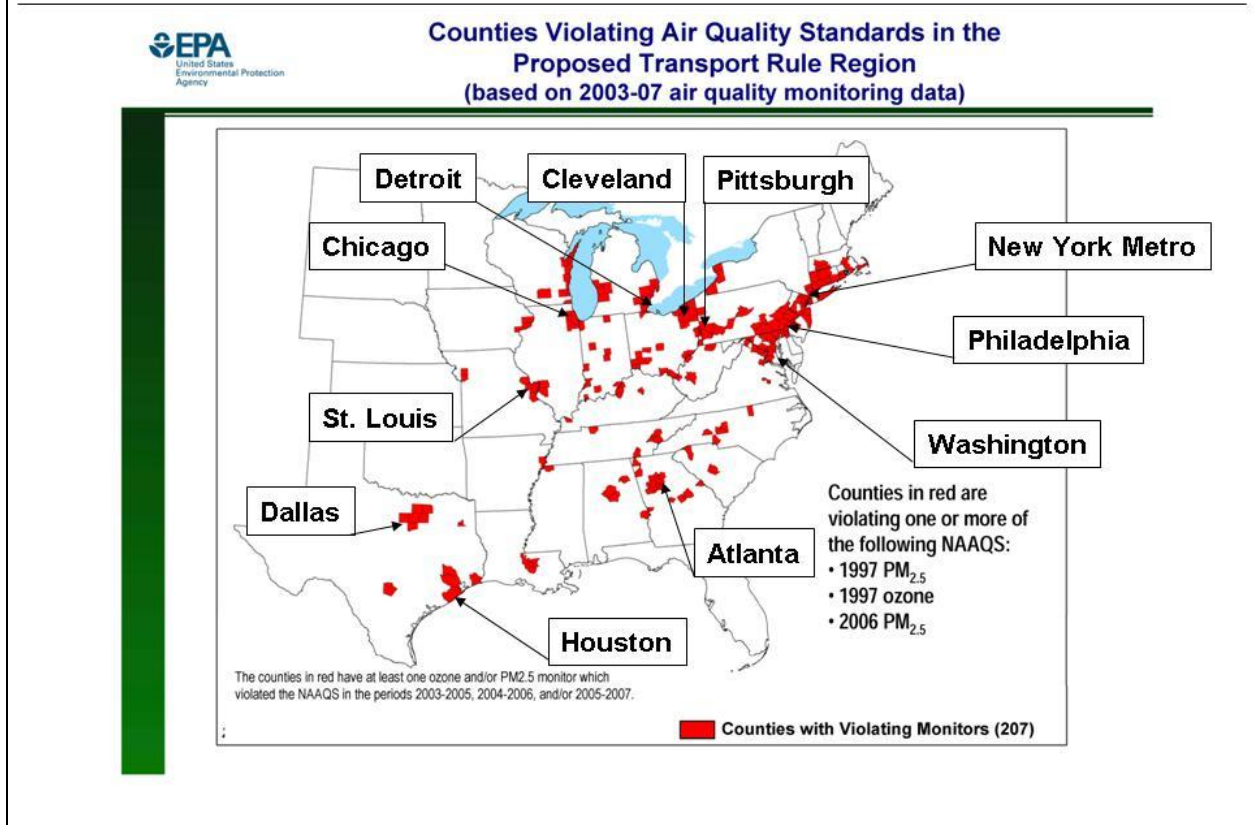 EPA
United States
Environmental Protection
Agency
Counties Violating Air Quality Standards in the
Proposed Transport Rule Region
(based on 2003-07 air quality monitoring data)
Detroit
Cleveland
Pittsburgh
Chicago
New York Metro
Philadelphia
St. Louis
Washington
Dallas
Atlanta
Houston
Counties in red are
violating one or more of
the following NAAQS:
• 1997 PM2.5
• 1997 ozone
• 2006 PM2.5
The counties in red have at least one ozone and/or PM2.5 monitor which
violated the NAAQS in the periods 2003-2005, 2004-2006, and/or 2005-2007.
Counties with Violating Monitors (207)